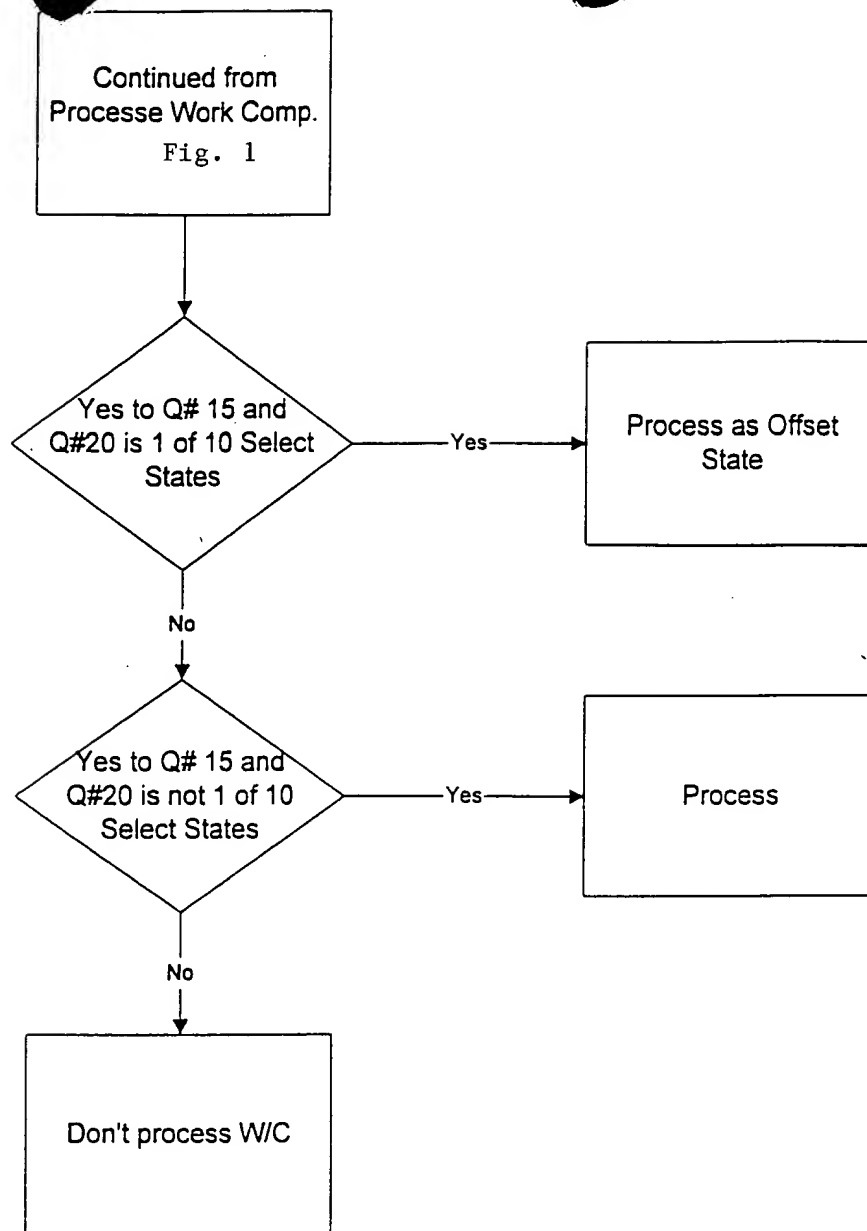 Continued from
Processe Work Comp.
Fig. 1
Yes to Q# 15 and
Q#20 is 1 of 10 Select
States
Yes
Process as Offset
State
No
Yes to Q# 15 and
Q#20 is not 1 of 10
Select States
Yes
Process
No
Don't process W/C